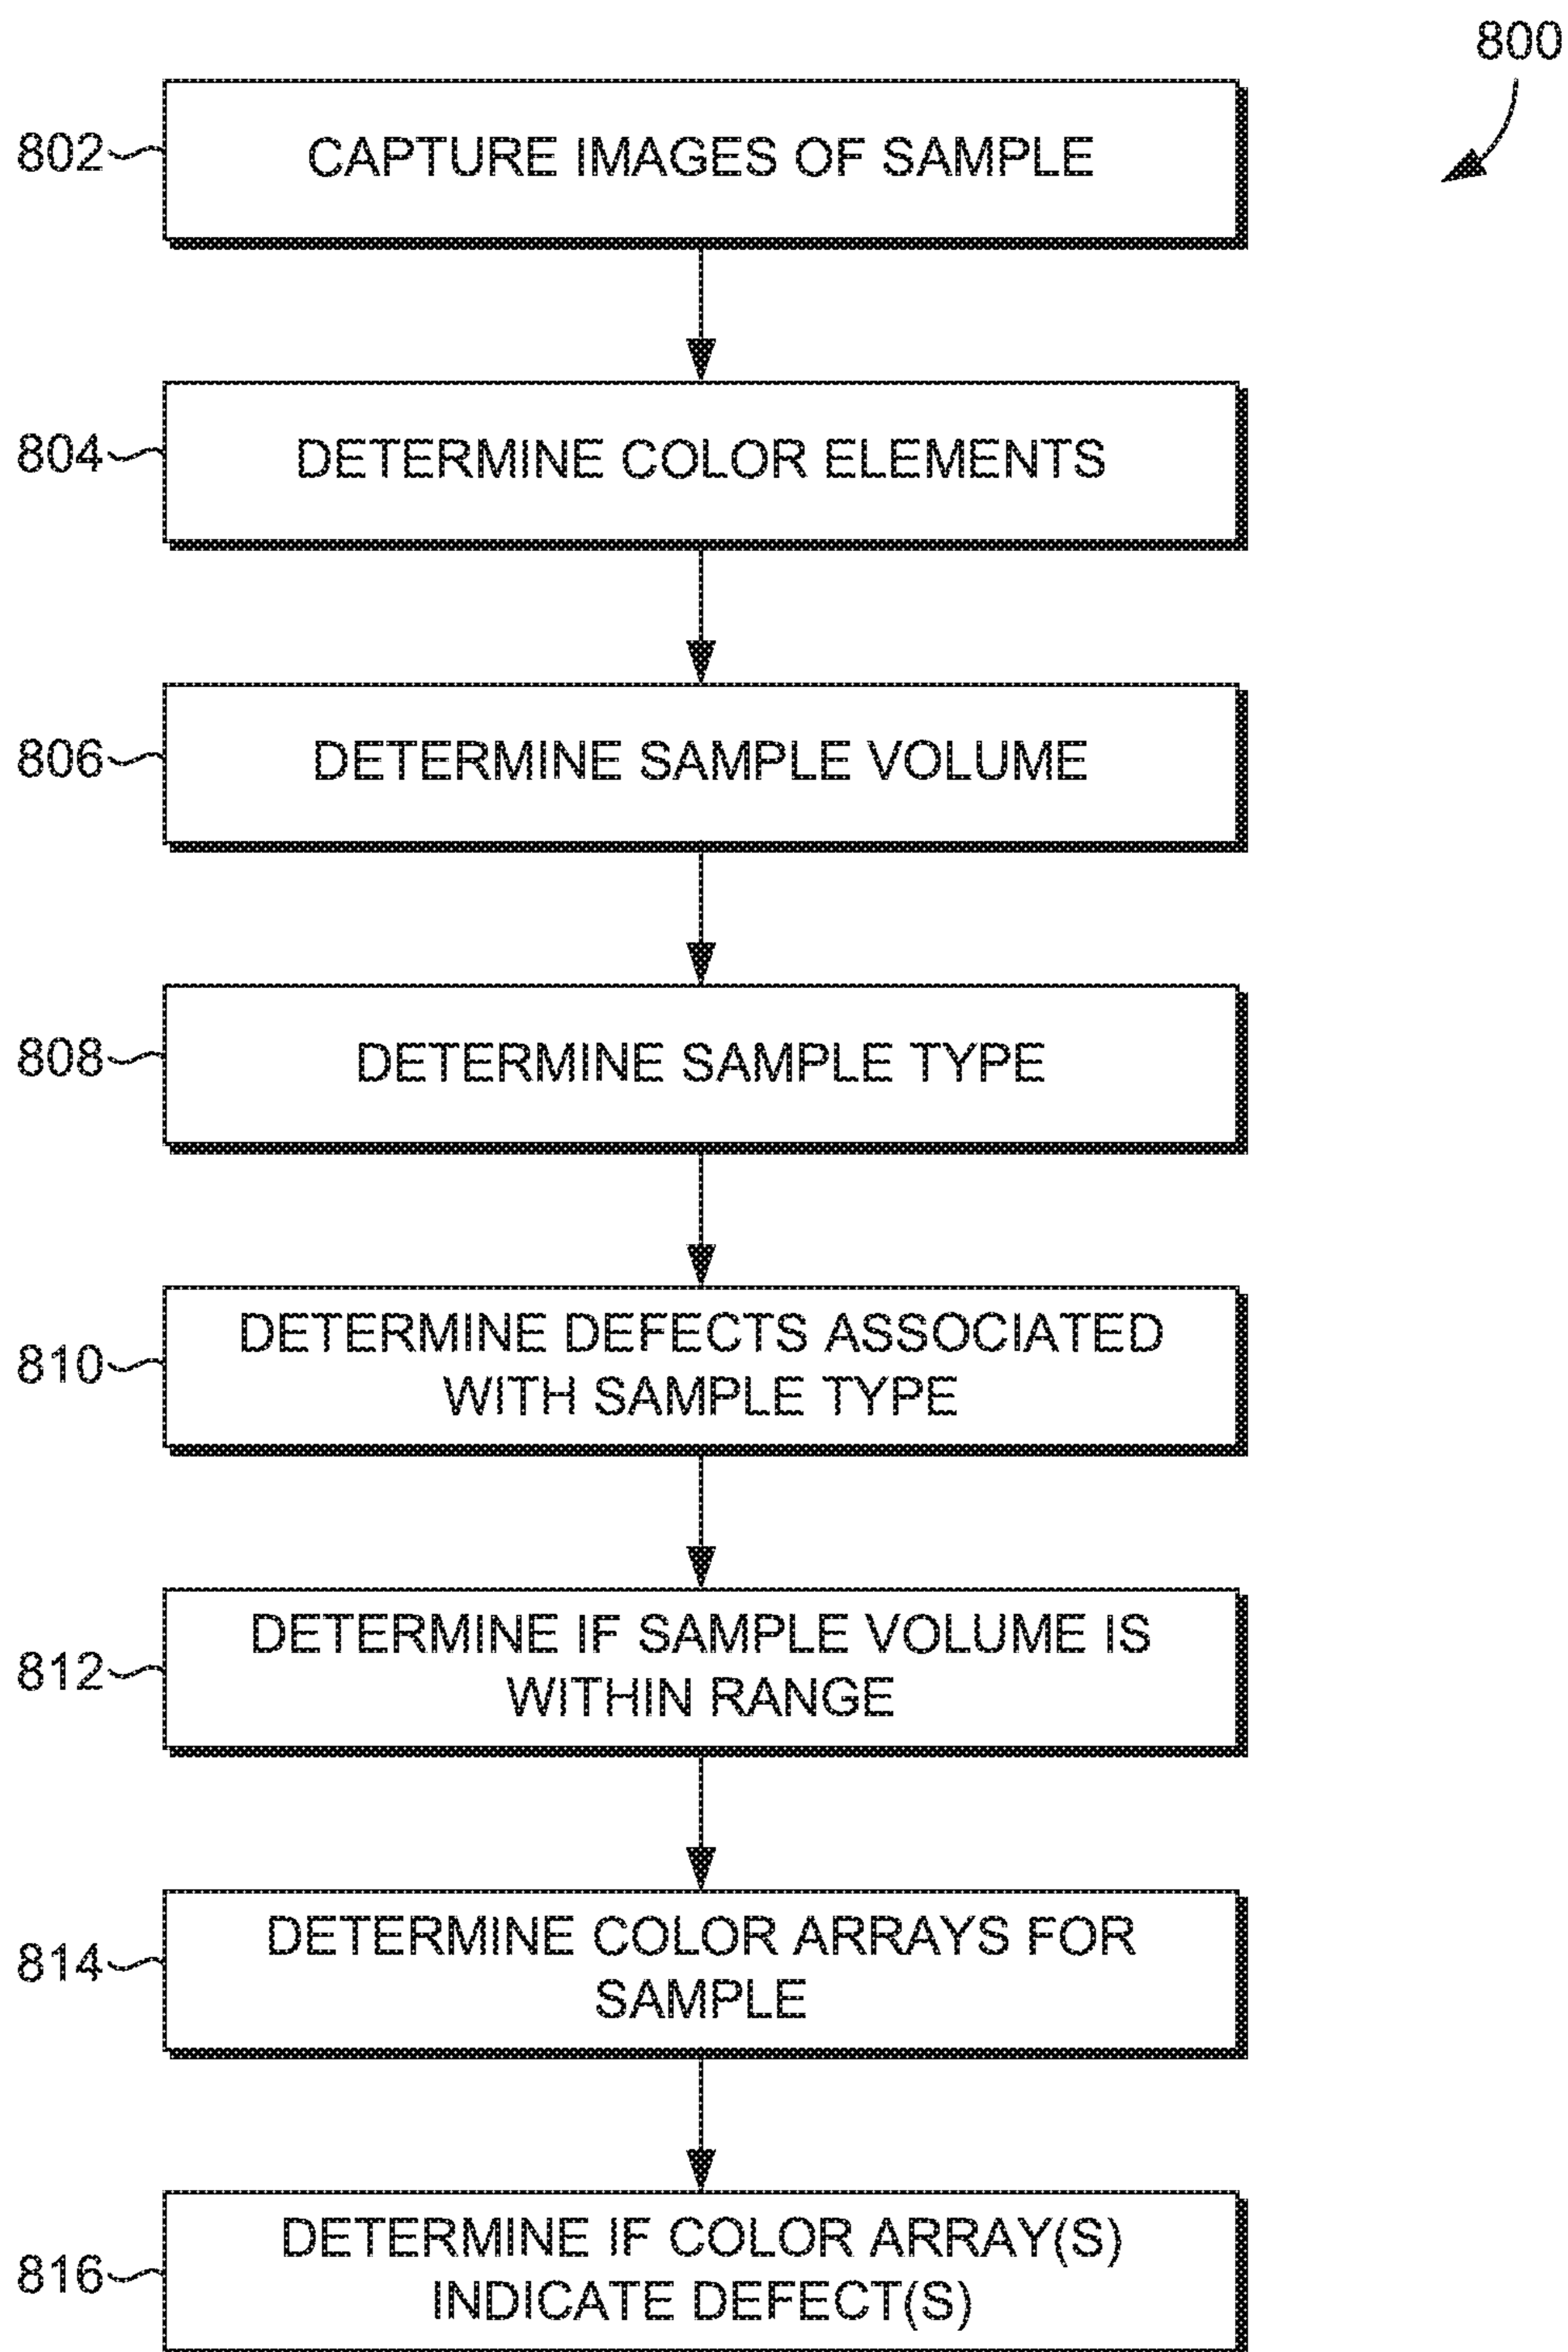 800
802
CAPTURE IMAGES OF SAMPLE
804
DETERMINE COLOR ELEMENTS
806
DETERMINE SAMPLE VOLUME
808
DETERMINE SAMPLE TYPE
810
DETERMINE DEFECTS ASSOCIATED
WITH SAMPLE TYPE
812
DETERMINE IF SAMPLE VOLUME IS
WITHIN RANGE
814
DETERMINE COLOR ARRAYS FOR
SAMPLE
816
DETERMINE IF COLOR ARRAY(S)
INDICATE DEFECT(S)